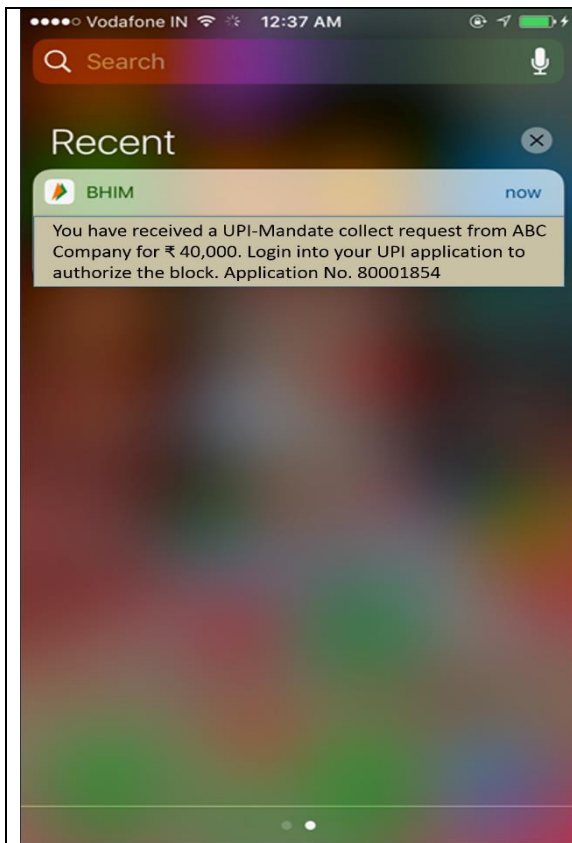 Vodafone IN 12:37 AM
Search
Recent
BHIM now
You have received a UPI-Mandate collect request from ABC
Company for ₹ 40,000. Login into your UPI application to
authorize the block. Application No. 80001854